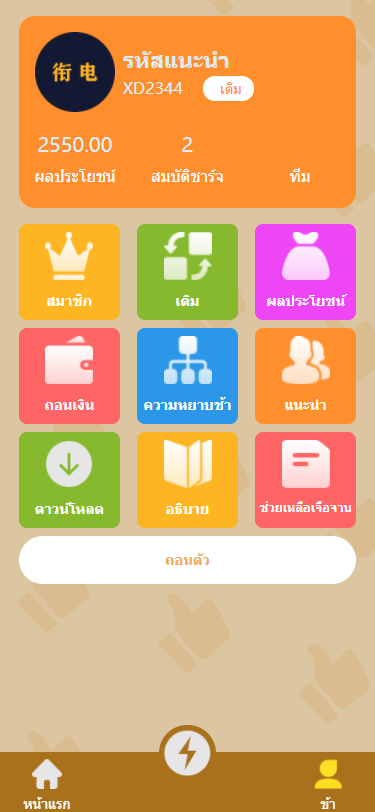 衔 电
รหัสแนะนำ
XD2344
เติม
2550.00
2
ผลประโยชน์
สมบัติชาร์จ
ทีม
สมาชิก
เติม
ผลประโยชน์
ถอนเงิน
ความหยาบช้า
แนะนำ
ดาวน์โหลด
อธิบาย
ช่วยเหลือเจือจาน
ถอนตัว
หน้าแรก
ข้า